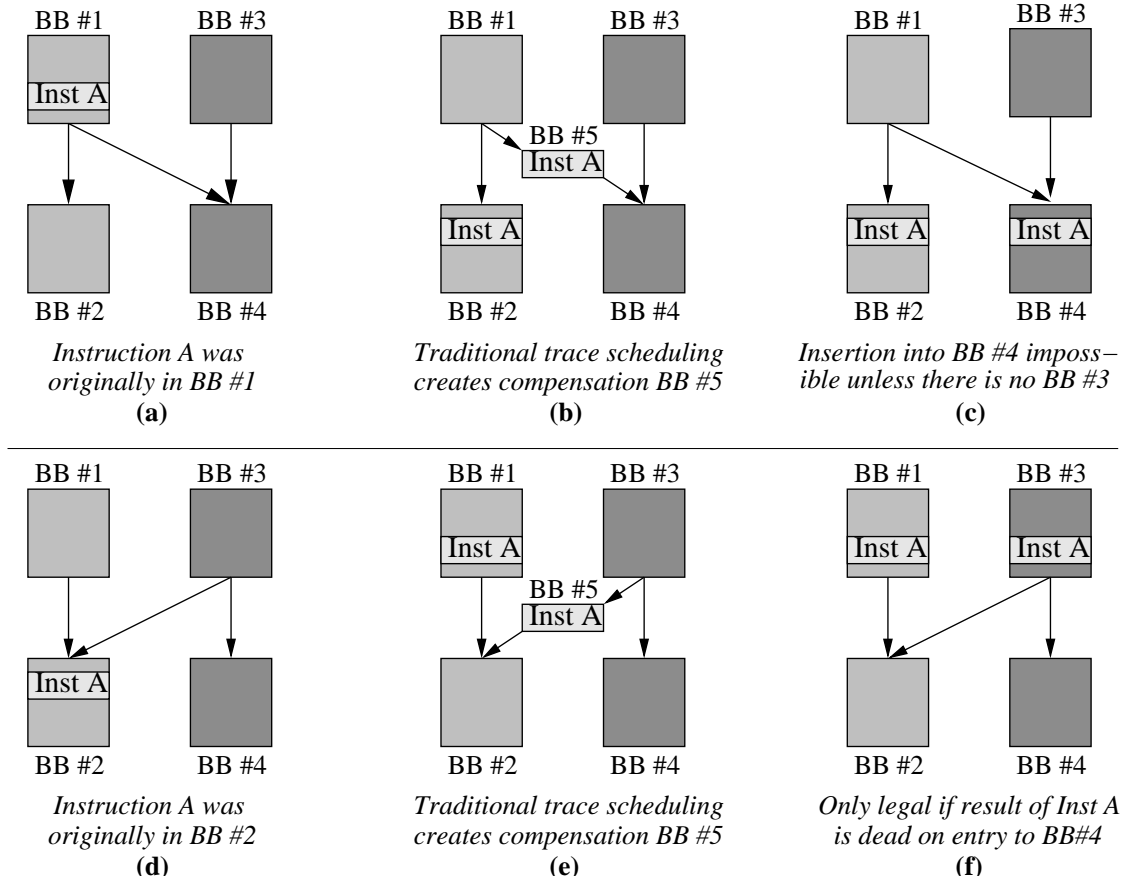 BB #1
BB #3
Inst A
BB #2
BB #4
Instruction A was
originally in BB #1
(a)
BB #1
BB #3
BB #5
Inst A
Inst A
BB #2
BB #4
Traditional trace scheduling
creates compensation BB #5
(b)
BB #1
BB #3
Inst A
Inst A
BB #2
BB #4
Insertion into BB #4 imposs−
ible unless there is no BB #3
(c)
BB #1
BB #3
Inst A
BB #2
BB #4
Instruction A was
originally in BB #2
(d)
BB #1
BB #3
Inst A
BB #5
Inst A
BB #2
BB #4
Traditional trace scheduling
creates compensation BB #5
(e)
BB #1
BB #3
Inst A
Inst A
BB #2
BB #4
Only legal if result of Inst A
is dead on entry to BB#4
(f)